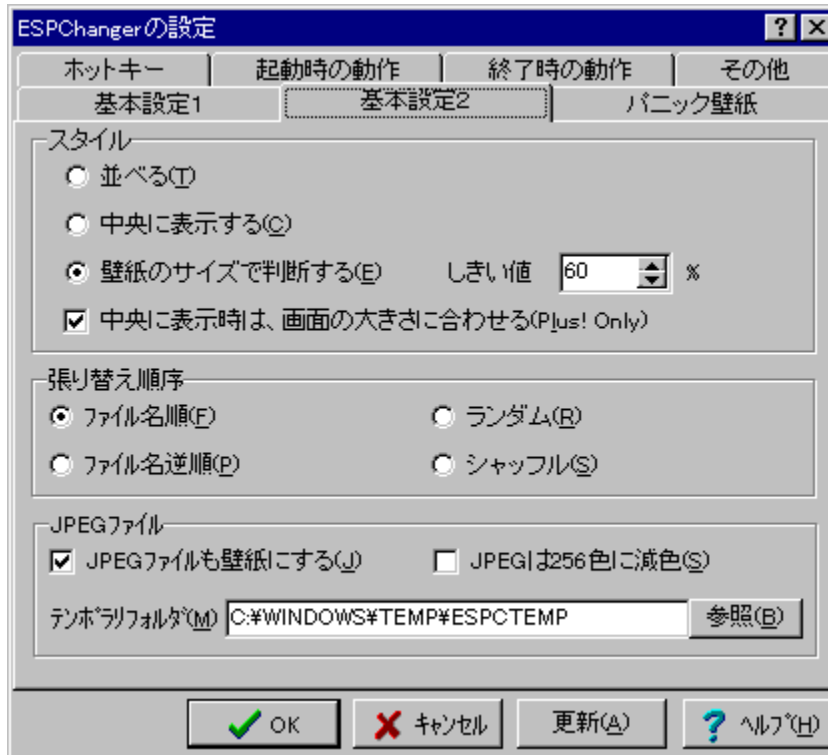 ESPChangerの設定
ホットキー 起動時の動作 終了時の動作 その他
基本設定1 基本設定2 パニック壁紙
スタイル
並べる(T)
中央に表示する(C)
壁紙のサイズで判断する(E) しきい値 60 %
中央に表示時は、画面の大きさに合わせる(Plus! Only)
張り替え順序
ﾌｧｲﾙ名順(F) ランダム(R)
ﾌｧｲﾙ名逆順(P) シャッフル(S)
JPEGﾌｧｲﾙ
JPEGﾌｧｲﾙも壁紙にする(J) JPEGは256色に減色(S)
ﾃﾝﾎﾟﾗﾘﾌｫﾙﾀﾞ(M) C:¥WINDOWS¥TEMP¥ESPCTEMP 参照(B)
OK ｷｬﾝｾﾙ 更新(A) ? ﾍﾙﾌﾟ(H)